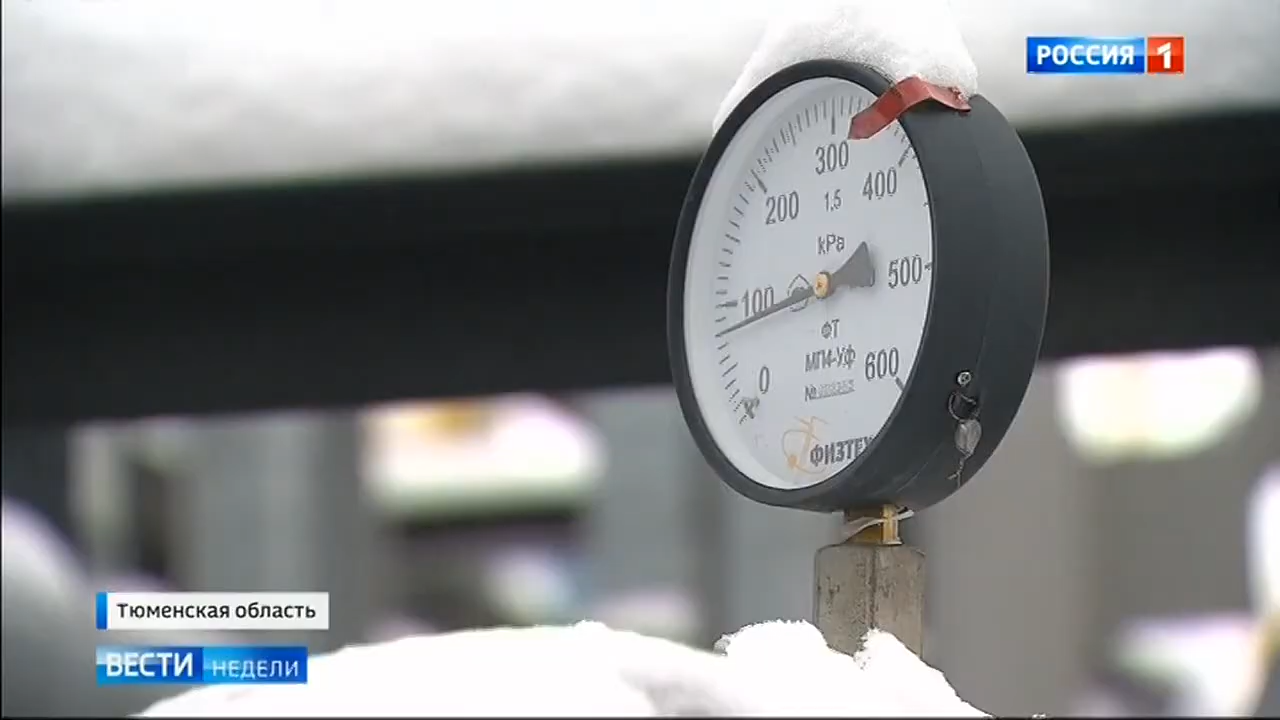 РОССИЯ 1
300
200
400
1,5
kPa
100
500
ФТ
МП4-Уф
0
600
№
ФИЗТЕХ
Тюменская область
ВЕСТИ НЕДЕЛИ